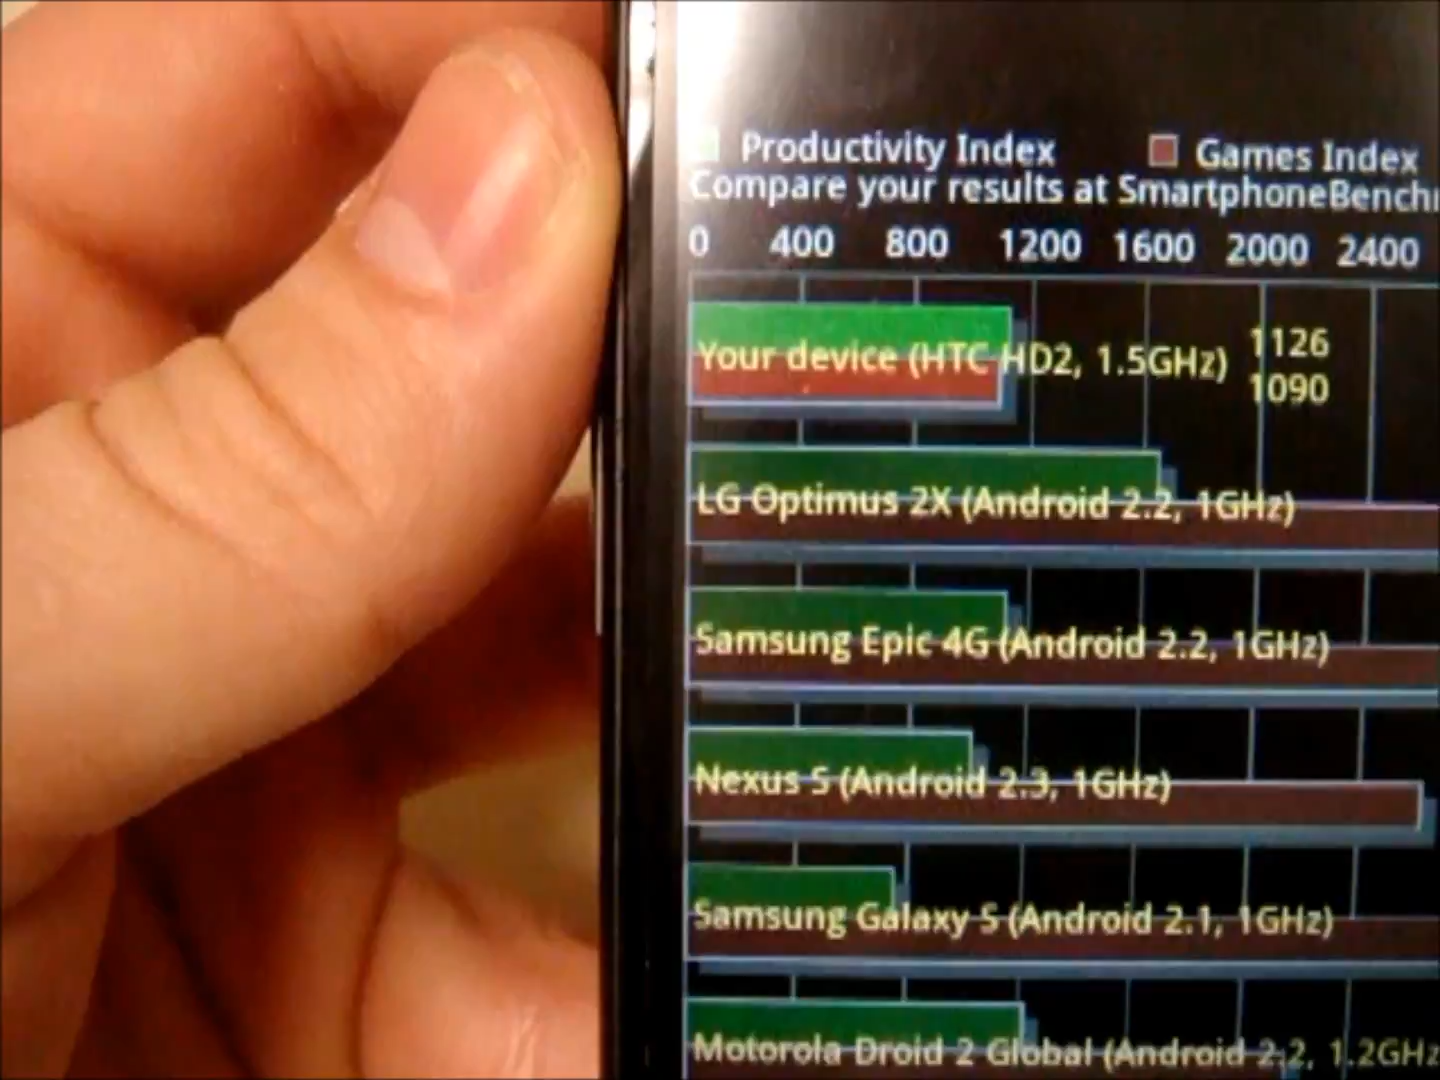 Productivity Index Games Index
Compare your results at
0 400 800 1200 1600 2000 2400
Your device (HTC HD2, 1.5GHz) 1126
1090
LG Optimus 2X (Android 2.2, 1GHz)
Samsung Epic 4G (Android 2.2, 1GHz)
Nexus S (Android 2.3, 1GHz)
Samsung Galaxy S (Android 2.1, 1GHz)
Motorola Droid 2 Global (Android 2.2, 1.2GHz